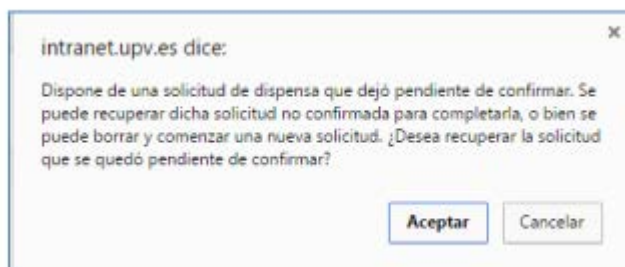 intranet.upv.es dice:
Dispone de una solicitud de dispensa que dejó pendiente de confirmar. Se
puede recuperar dicha solicitud no confirmada para completarla, o bien se
puede borrar y comenzar una nueva solicitud. ¿Desea recuperar la solicitud
que se quedó pendiente de confirmar?
Aceptar Cancelar